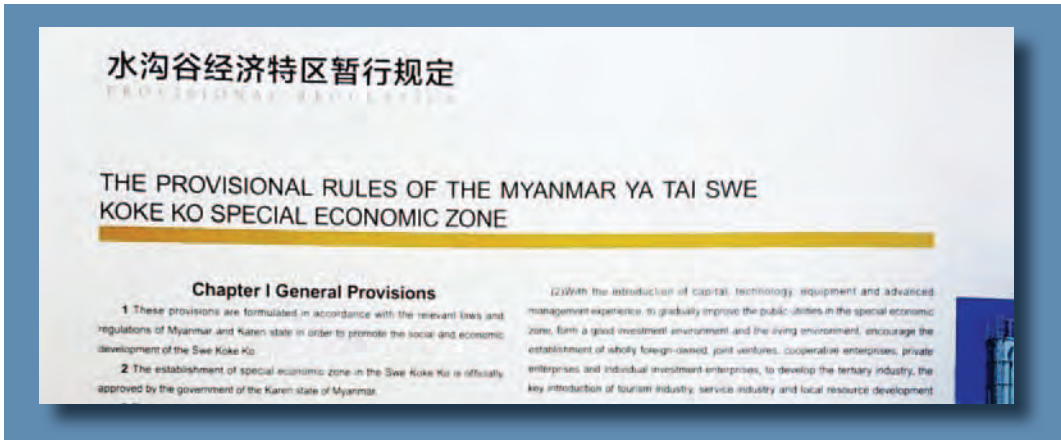 水沟谷经济特区暂行规定
PROVISIONAL REGULATION
THE PROVISIONAL RULES OF THE MYANMAR YA TAI SWE
KOKE KO SPECIAL ECONOMIC ZONE
Chapter I General Provisions
1 These provisions are formulated in accordance with the relevant laws and
regulations of Myanmar and Karen state in order to promote the social and economic
development of the Swe Koke Ko.
2 The establishment of special economic zone in the Swe Koke Ko is officially
approved by the government of the Karen state of Myanmar.
(2)With the introduction of capital, technology, equipment and advanced
management experience, to gradually improve the public utilities in the special economic
zone, form a good investment environment and the living environment, encourage the
establishment of wholly foreign-owned, joint ventures, cooperative enterprises, private
enterprises and individual investment enterprises, to develop the tertiary industry, the
key introduction of tourism industry, service industry and local resource development